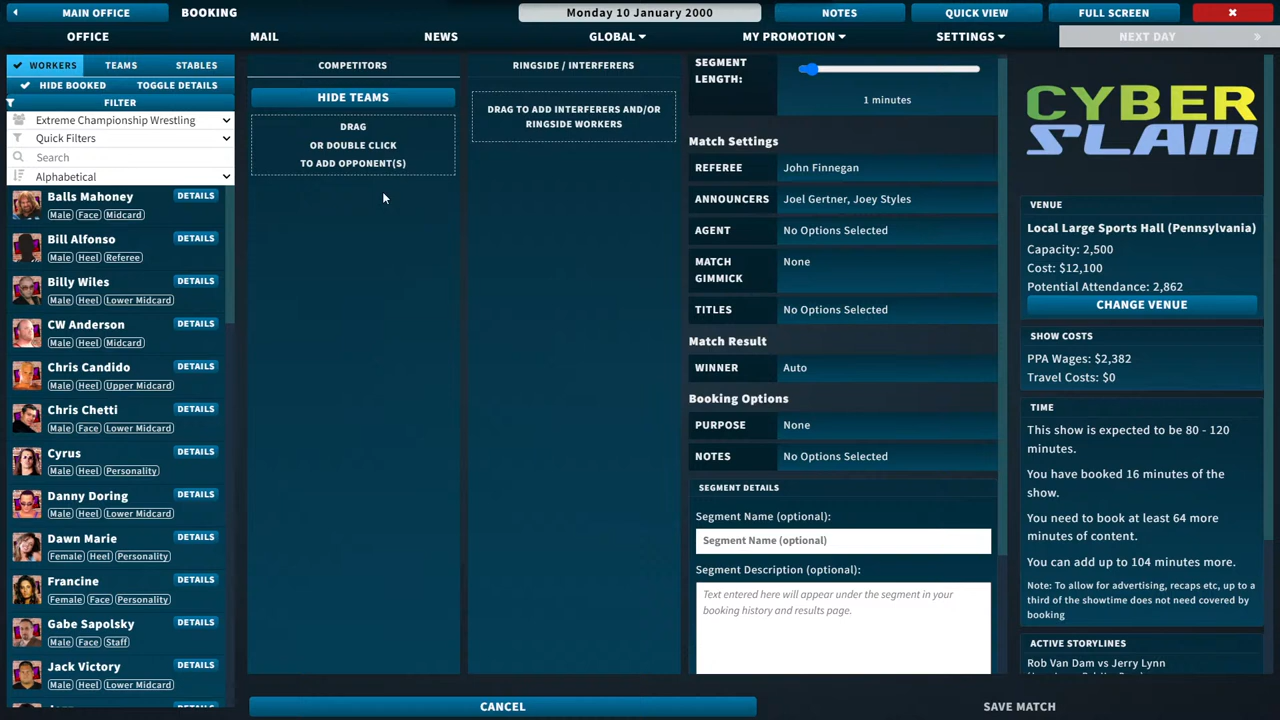 MAIN OFFICE
BOOKING
Monday 10 January 2000
NOTES
QUICK VIEW
FULL SCREEN
OFFICE
MAIL
NEWS
GLOBAL
MY PROMOTION
SETTINGS
NEXT DAY
WORKERS
TEAMS
STABLES
HIDE BOOKED
TOGGLE DETAILS
FILTER
Extreme Championship Wrestling
Quick Filters
Search
Alphabetical
Balls Mahoney
DETAILS
Male Face Midcard
Bill Alfonso
DETAILS
Male Heel Referee
Billy Wiles
DETAILS
Male Heel Lower Midcard
CW Anderson
DETAILS
Male Heel Midcard
Chris Candido
DETAILS
Male Heel Upper Midcard
Chris Chetti
DETAILS
Male Face Lower Midcard
Cyrus
DETAILS
Male Heel Personality
Danny Doring
DETAILS
Male Heel Lower Midcard
Dawn Marie
DETAILS
Female Heel Personality
Francine
DETAILS
Female Face Personality
Gabe Sapolsky
DETAILS
Male Face Staff
Jack Victory
DETAILS
Male Heel Lower Midcard
COMPETITORS
HIDE TEAMS
DRAG
OR DOUBLE CLICK
TO ADD OPPONENT(S)
RINGSIDE / INTERFERERS
DRAG TO ADD INTERFERERS AND/OR
RINGSIDE WORKERS
SEGMENT
LENGTH:
1 minutes
Match Settings
REFEREE
John Finnegan
ANNOUNCERS
Joel Gertner, Joey Styles
AGENT
No Options Selected
MATCH
GIMMICK
None
TITLES
No Options Selected
Match Result
WINNER
Auto
Booking Options
PURPOSE
None
NOTES
No Options Selected
SEGMENT DETAILS
Segment Name (optional):
Segment Name (optional)
Segment Description (optional):
Text entered here will appear under the segment in your
booking history and results page.
CANCEL
SAVE MATCH
CYBER
SLAM
VENUE
Local Large Sports Hall (Pennsylvania)
Capacity: 2,500
Cost: $12,100
Potential Attendance: 2,862
CHANGE VENUE
SHOW COSTS
PPA Wages: $2,382
Travel Costs: $0
TIME
This show is expected to be 80 - 120
minutes.
You have booked 16 minutes of the
show.
You need to book at least 64 more
minutes of content.
You can add up to 104 minutes more.
Note: To allow for advertising, recaps etc, up to a
third of the showtime does not need covered by
booking
ACTIVE STORYLINES
Rob Van Dam vs Jerry Lynn